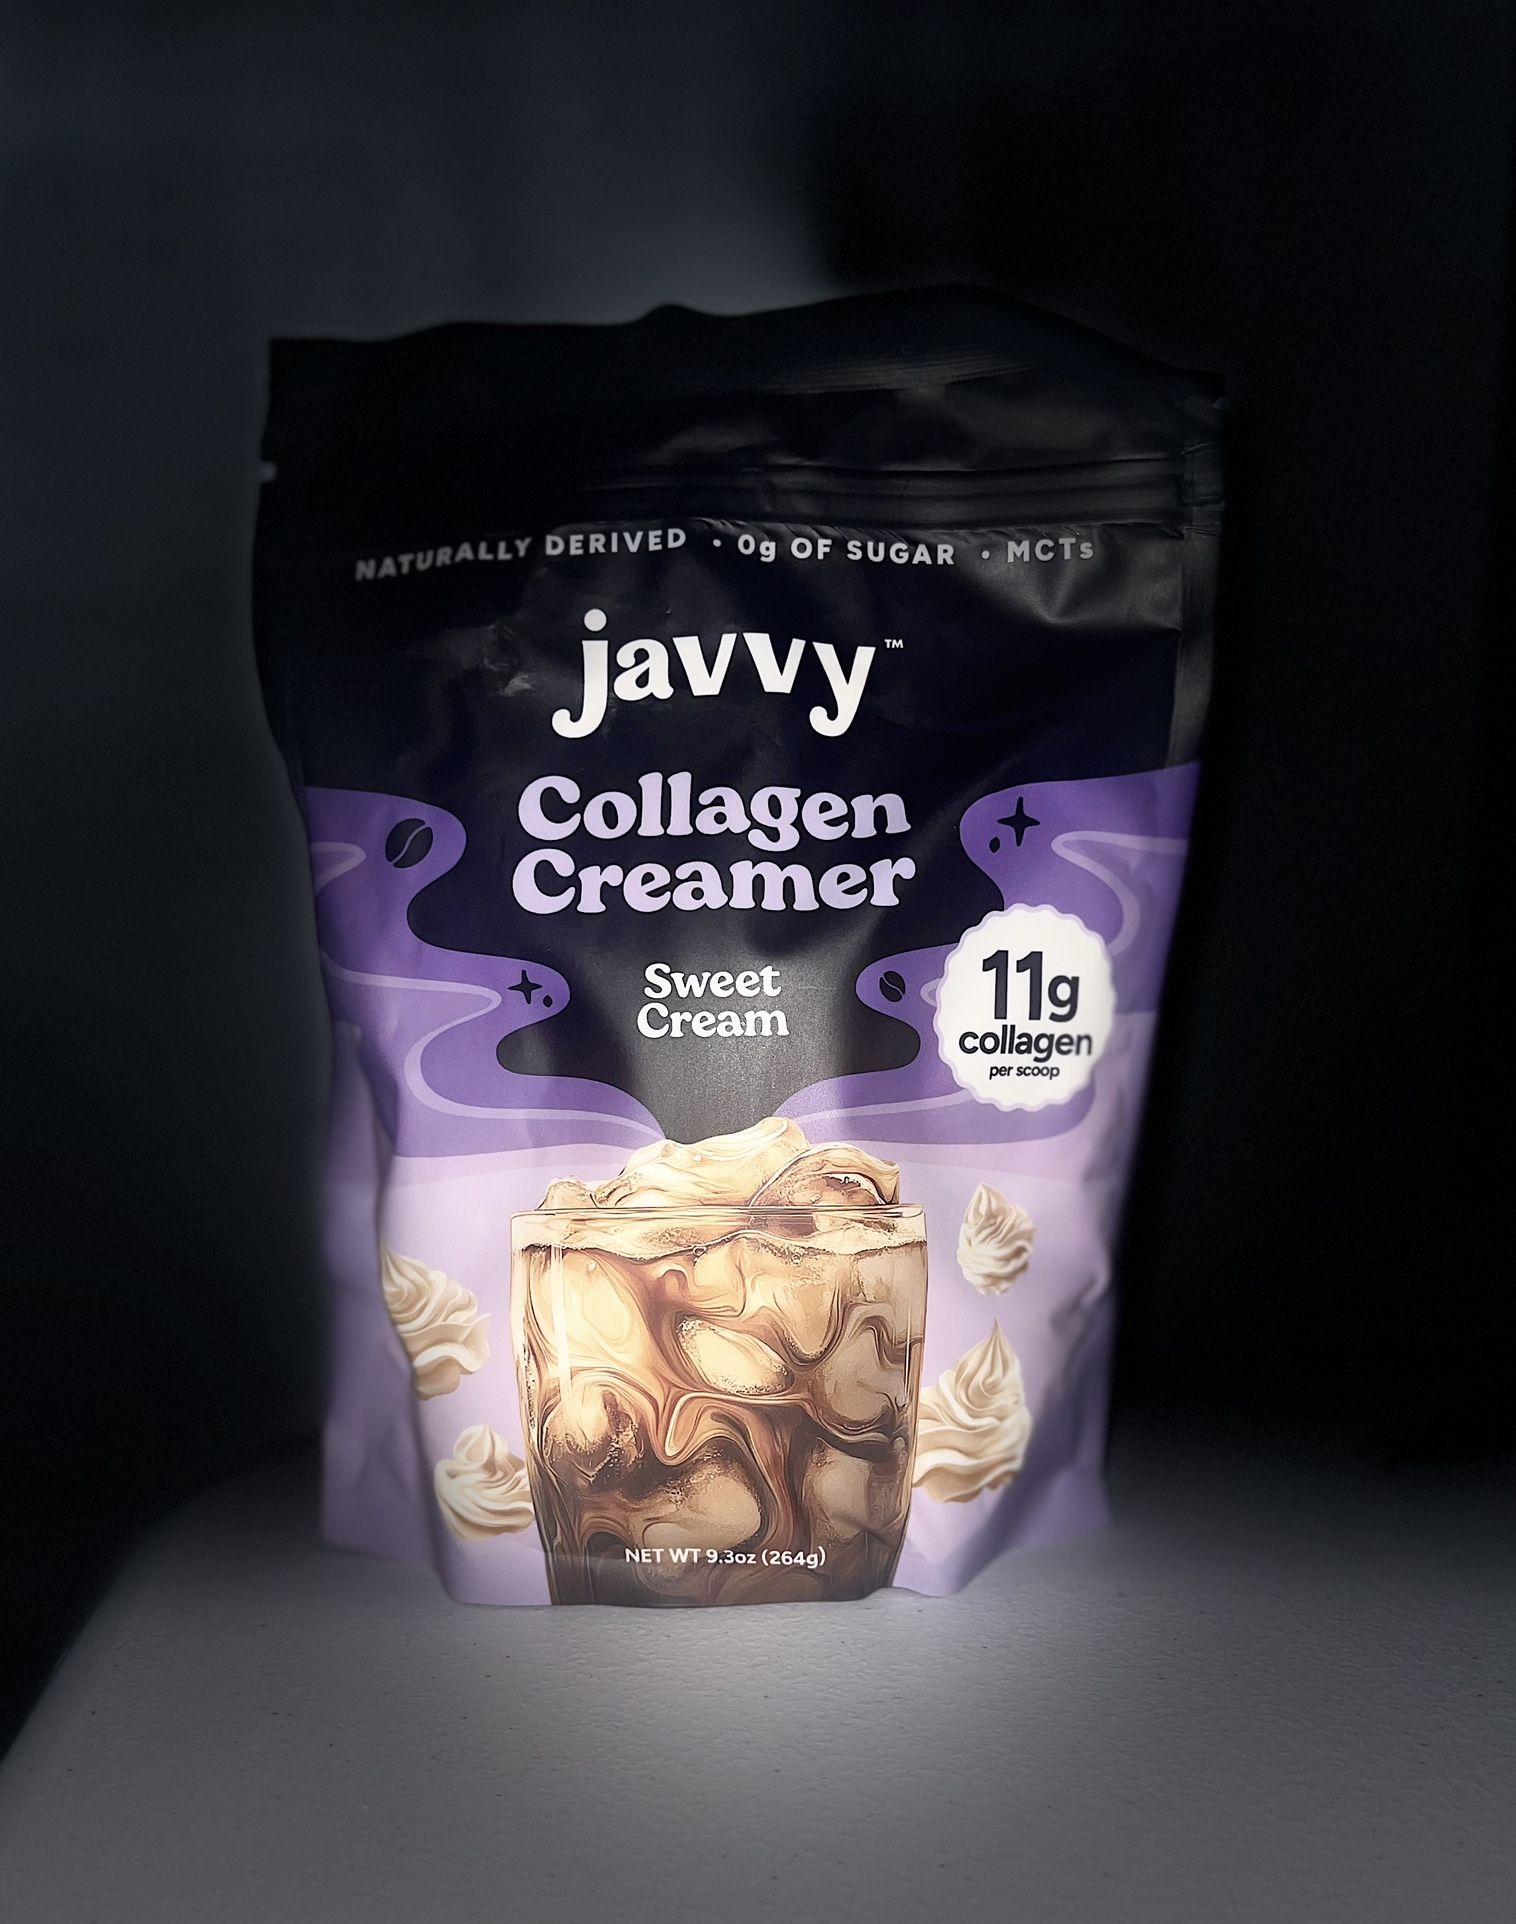 NATURALLY DERIVED • 0g OF SUGAR • MCTs
javvy™
Collagen
Creamer
Sweet
Cream
11g
collagen
per scoop
NET WT 9.3oz (264g)